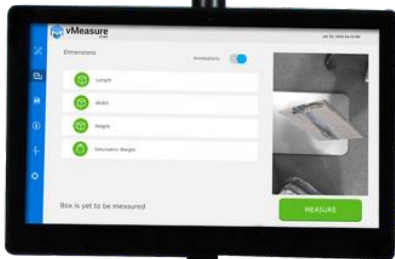 vMeasure
Dimensions
Annotations
Length
Width
Height
Volumetric Weight
Box is yet to be measured
MEASURE